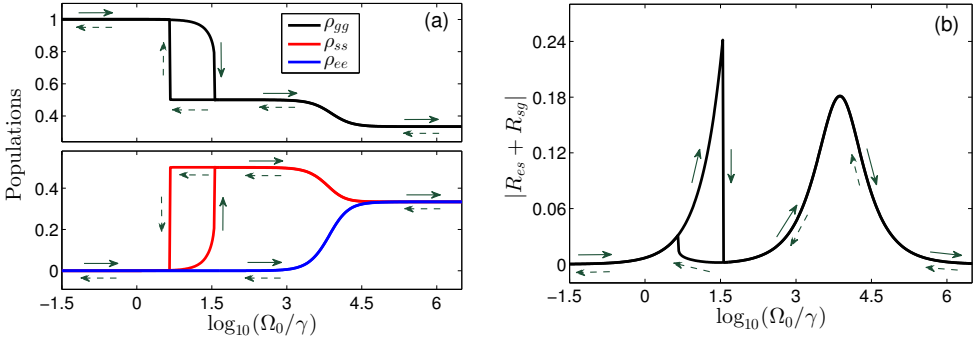 (a)
1
0.8
0.6
0.4
ρgg
ρss
ρee
Populations
0.4
0.2
0
−1.5 0 1.5 3 4.5 6
log10(Ω0/γ)
(b)
0.24
0.18
0.12
0.06
0
|Res + Rsg|
−1.5 0 1.5 3 4.5 6
log10(Ω0/γ)